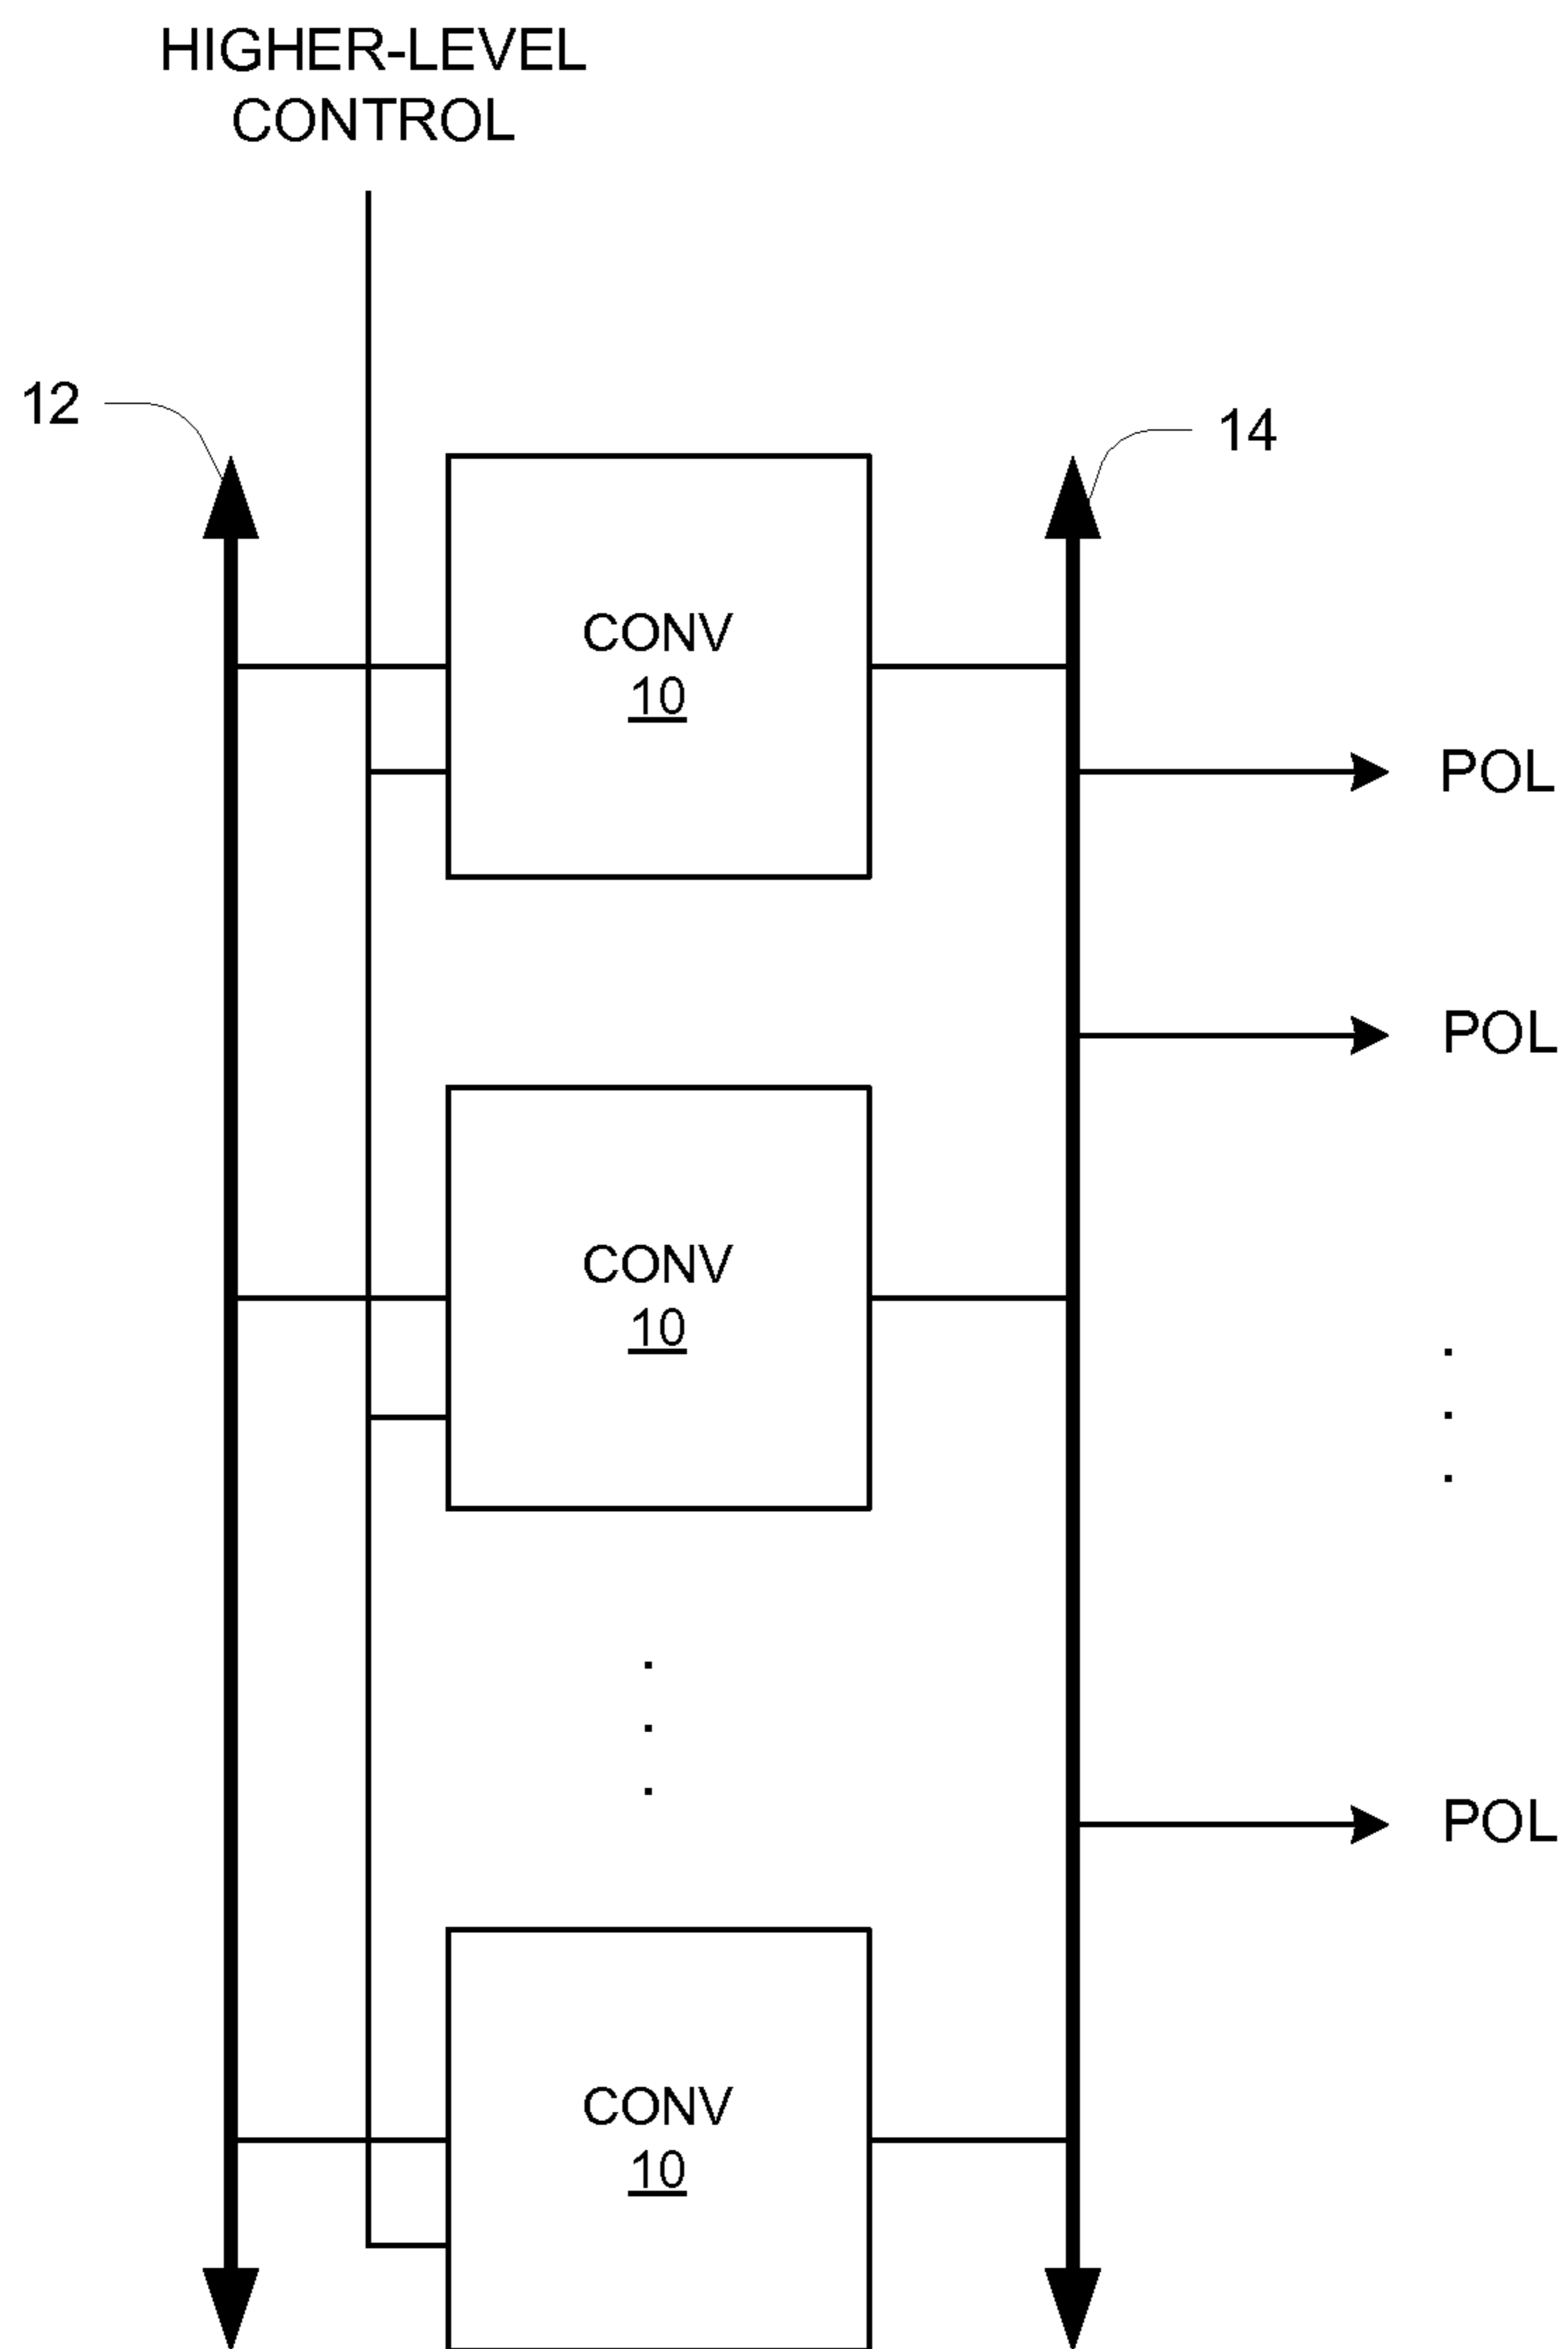 HIGHER-LEVEL
CONTROL
12
14
CONV
10
POL
POL
CONV
10
POL
CONV
10